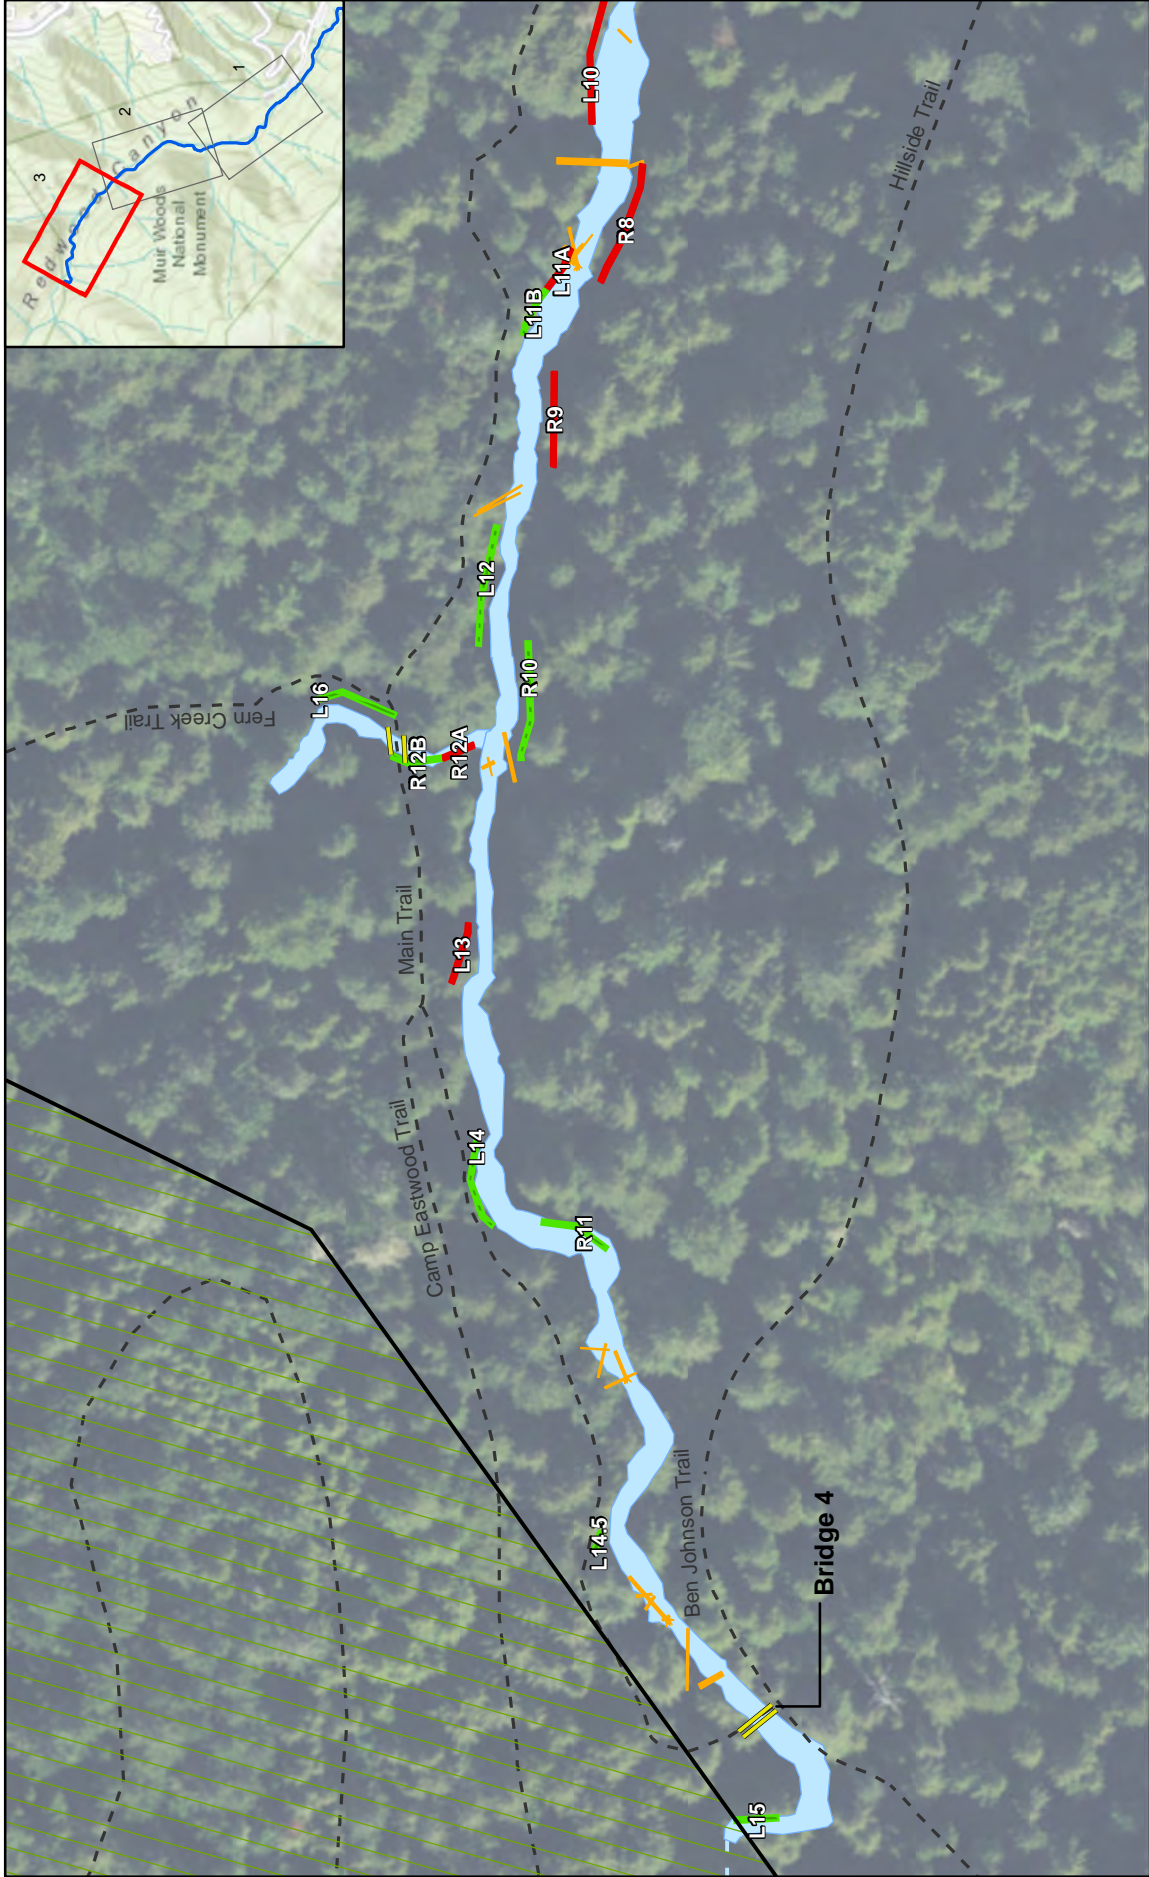 3
2
1
Redwood Canyon
Muir Woods
National
Monument
L10
Hillside Trail
R8
L11A
L11B
R9
L12
R10
L16
Fern Creek Trail
R12B
R12A
Main Trail
L13
Camp Eastwood Trail
L14
R11
L14.5
Ben Johnson Trail
Bridge 4
L15